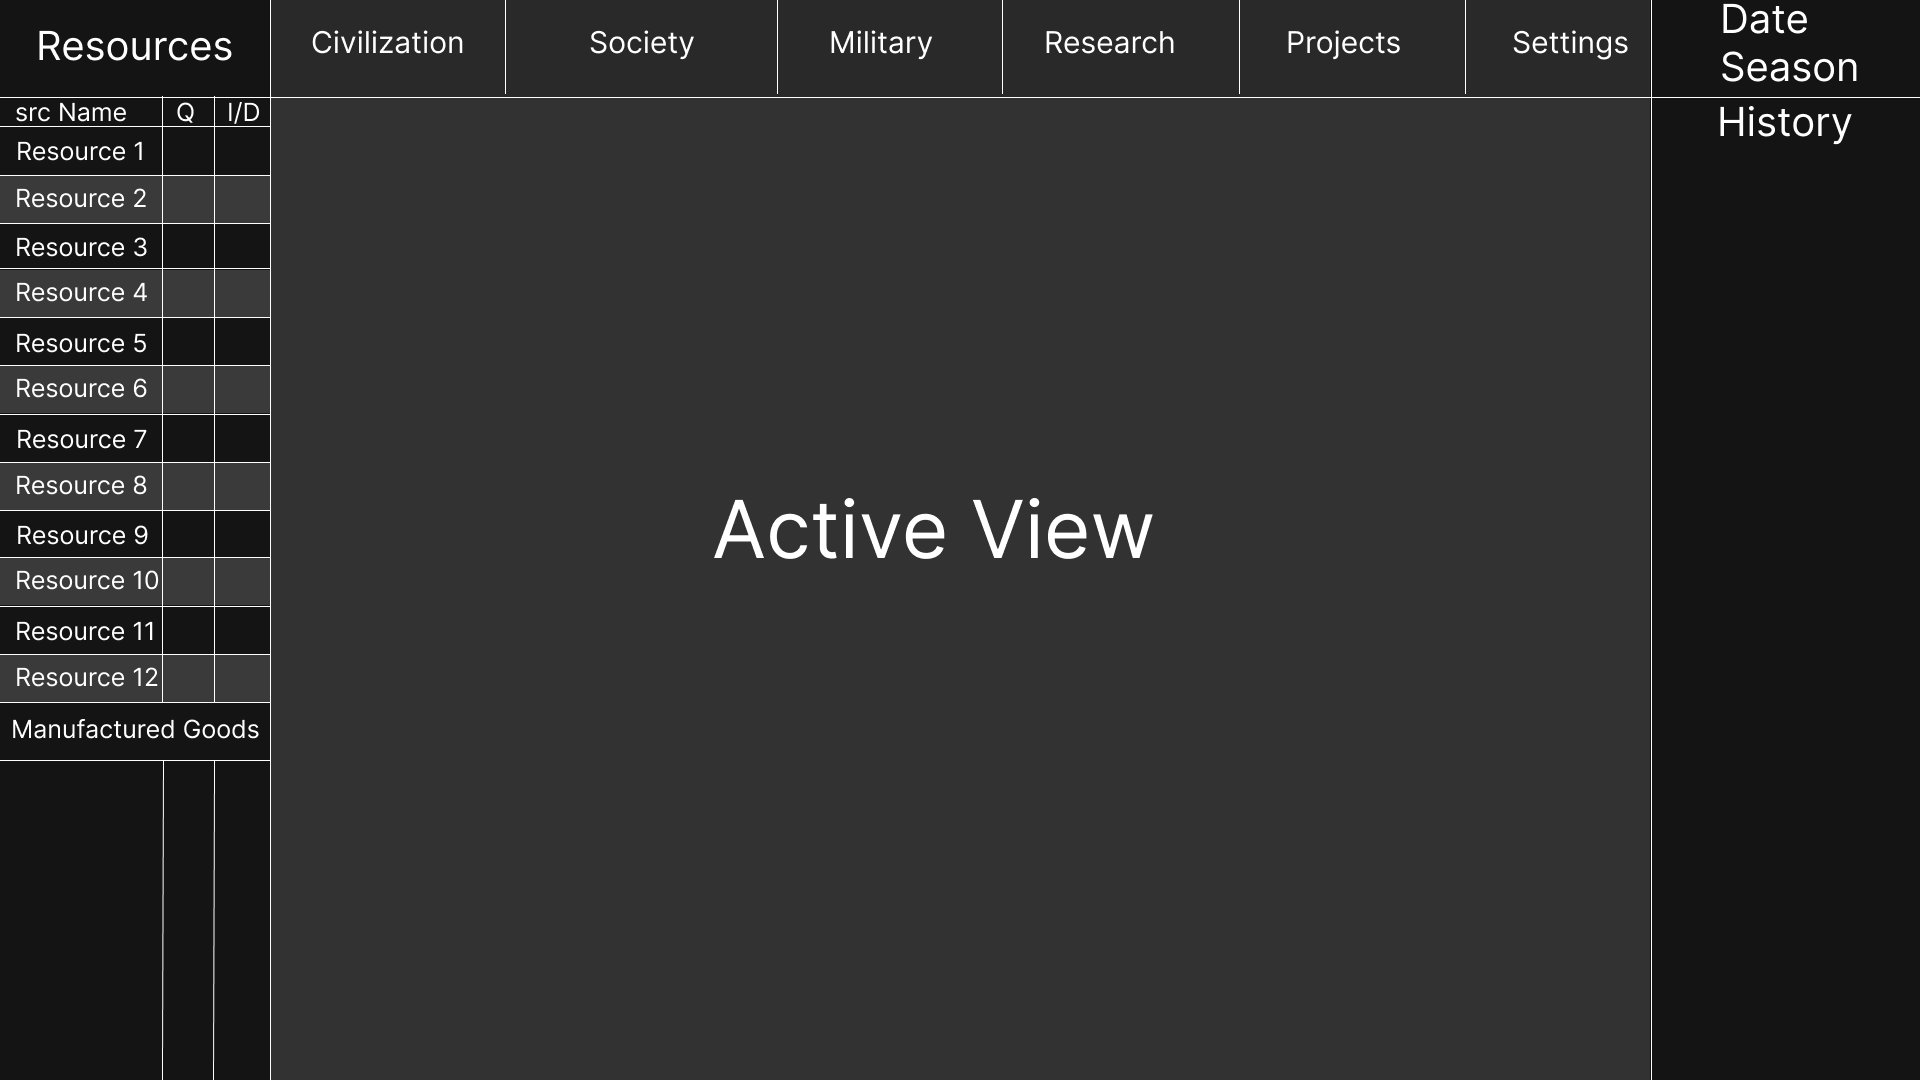 Resources
Civilization
Society
Military
Research
Projects
Settings
Date
Season
src Name
Q
I/D
History
Resource 1
Resource 2
Resource 3
Resource 4
Resource 5
Resource 6
Resource 7
Resource 8
Resource 9
Resource 10
Resource 11
Resource 12
Manufactured Goods
Active View